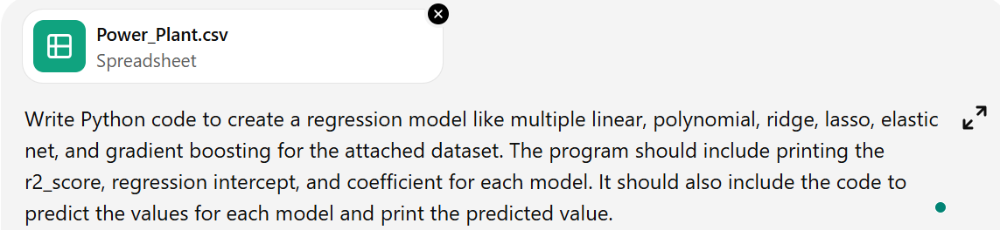 Power_Plant.csv
Spreadsheet
Write Python code to create a regression model like multiple linear, polynomial, ridge, lasso, elastic
net, and gradient boosting for the attached dataset. The program should include printing the
r2_score, regression intercept, and coefficient for each model. It should also include the code to
predict the values for each model and print the predicted value.